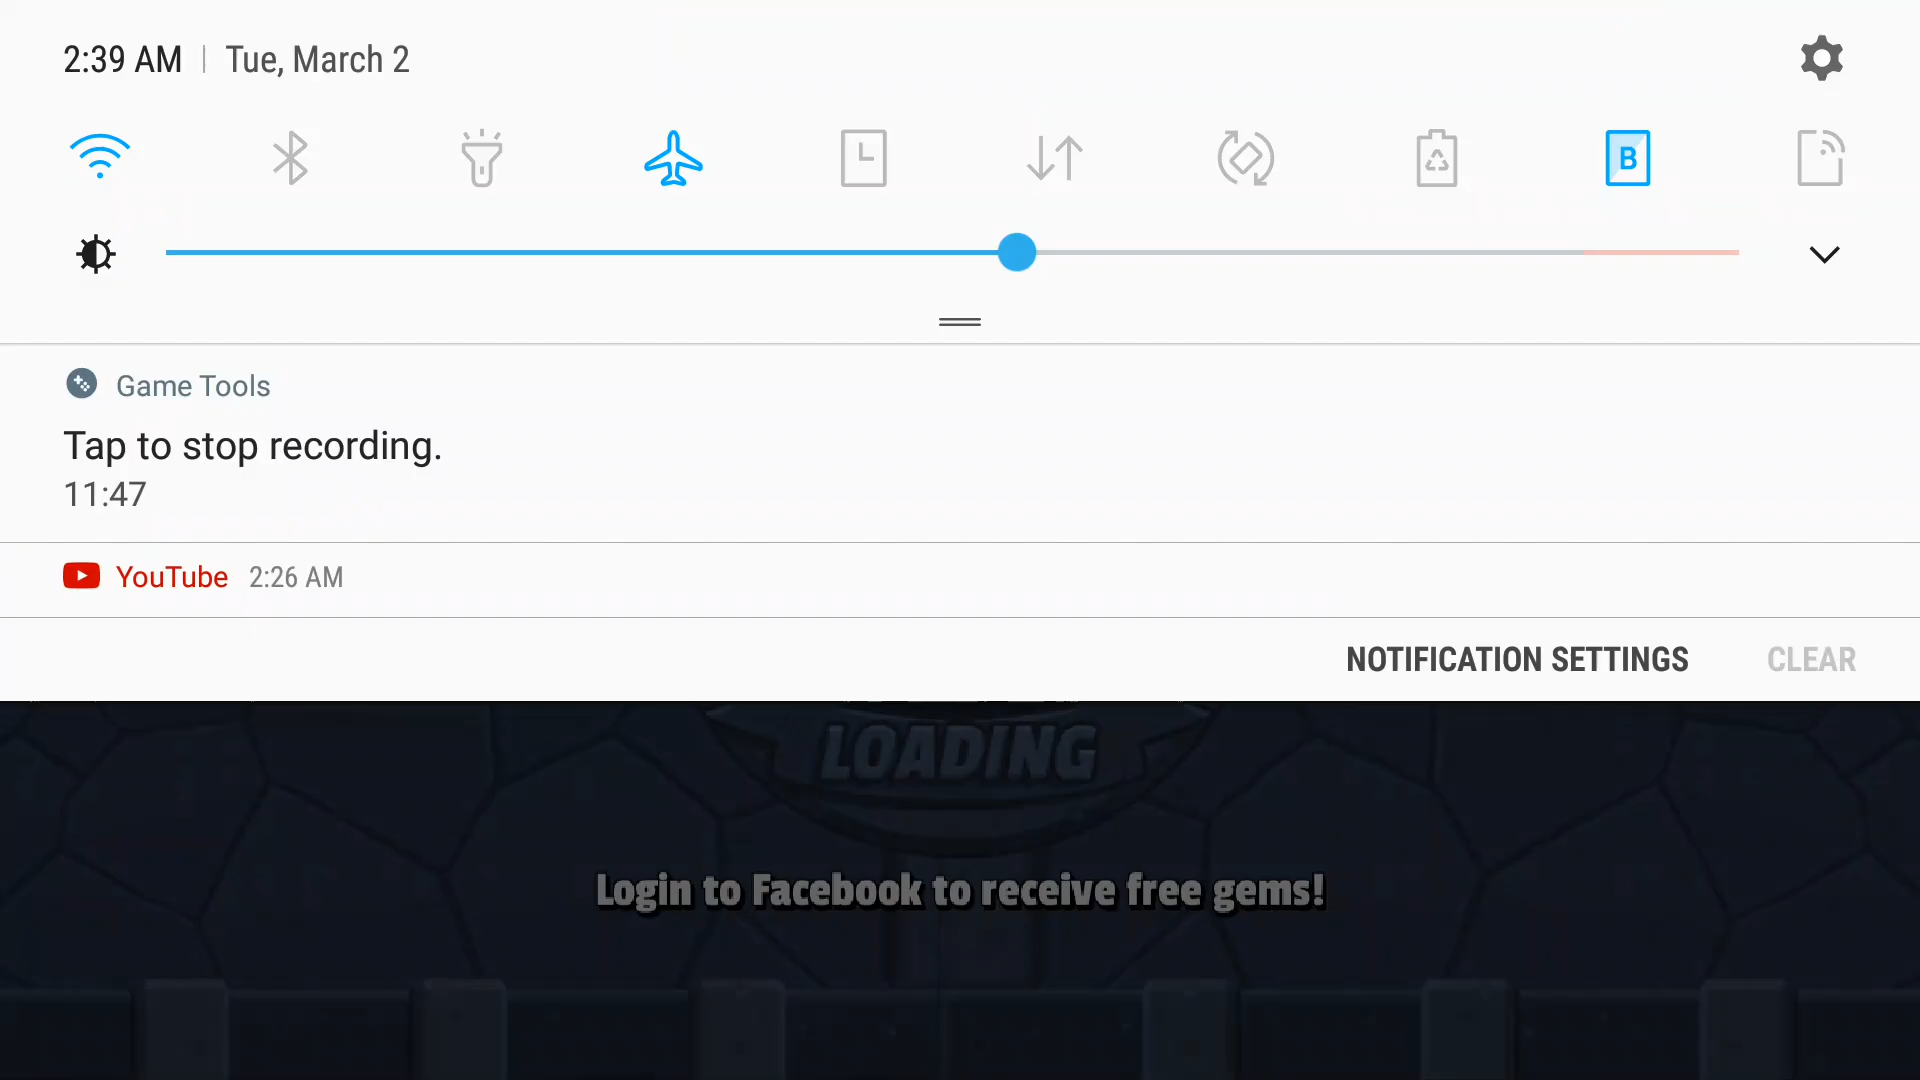 2:39 AM | Tue, March 2
B
Game Tools
Tap to stop recording.
11:47
YouTube 2:26 AM
NOTIFICATION SETTINGS CLEAR
LOADING
Login to Facebook to receive free gems!